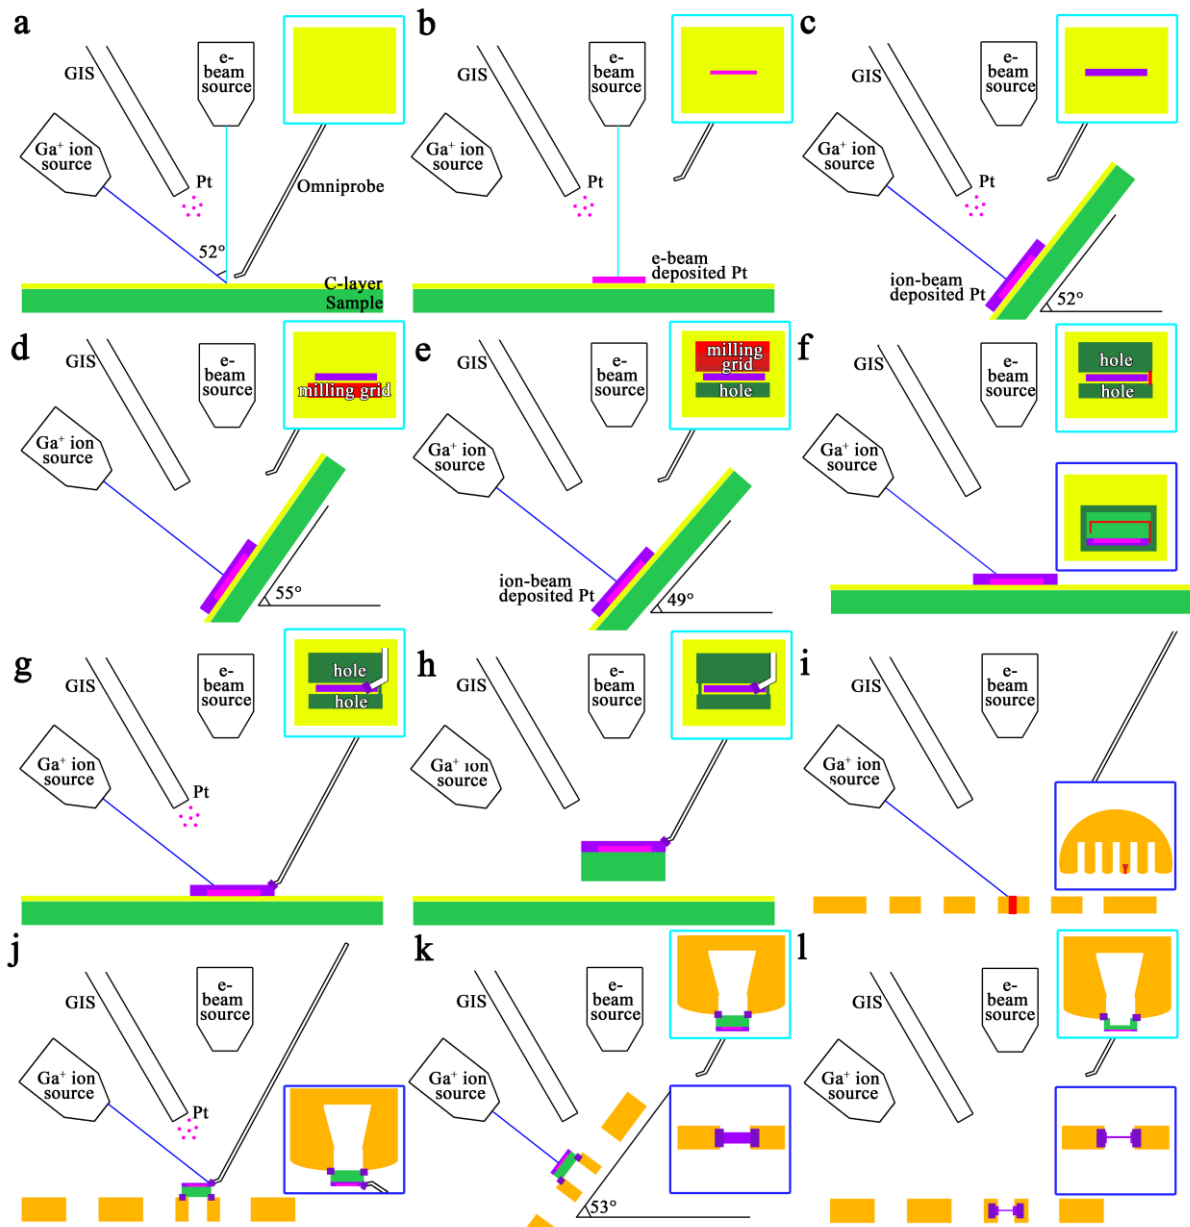 a
GIS
e-
beam
source
Ga⁺ ion
source
Pt
Omniprobe
52°
C-layer
Sample
b
GIS
e-
beam
source
Ga⁺ ion
source
Pt
e-beam
deposited Pt
c
GIS
e-
beam
source
Ga⁺ ion
source
Pt
ion-beam
deposited Pt
52°
d
GIS
e-
beam
source
milling grid
Ga⁺ ion
source
55°
e
GIS
e-
beam
source
milling
grid
hole
Ga⁺ ion
source
ion-beam
deposited Pt
49°
f
GIS
e-
beam
source
hole
hole
Ga⁺ ion
source
g
GIS
e-
beam
source
hole
hole
Ga⁺ ion
source
Pt
h
GIS
e-
beam
source
Ga⁺ ion
source
i
GIS
e-
beam
source
Ga⁺ ion
source
j
GIS
e-
beam
source
Ga⁺ ion
source
Pt
k
GIS
e-
beam
source
Ga⁺ ion
source
53°
l
GIS
e-
beam
source
Ga⁺ ion
source